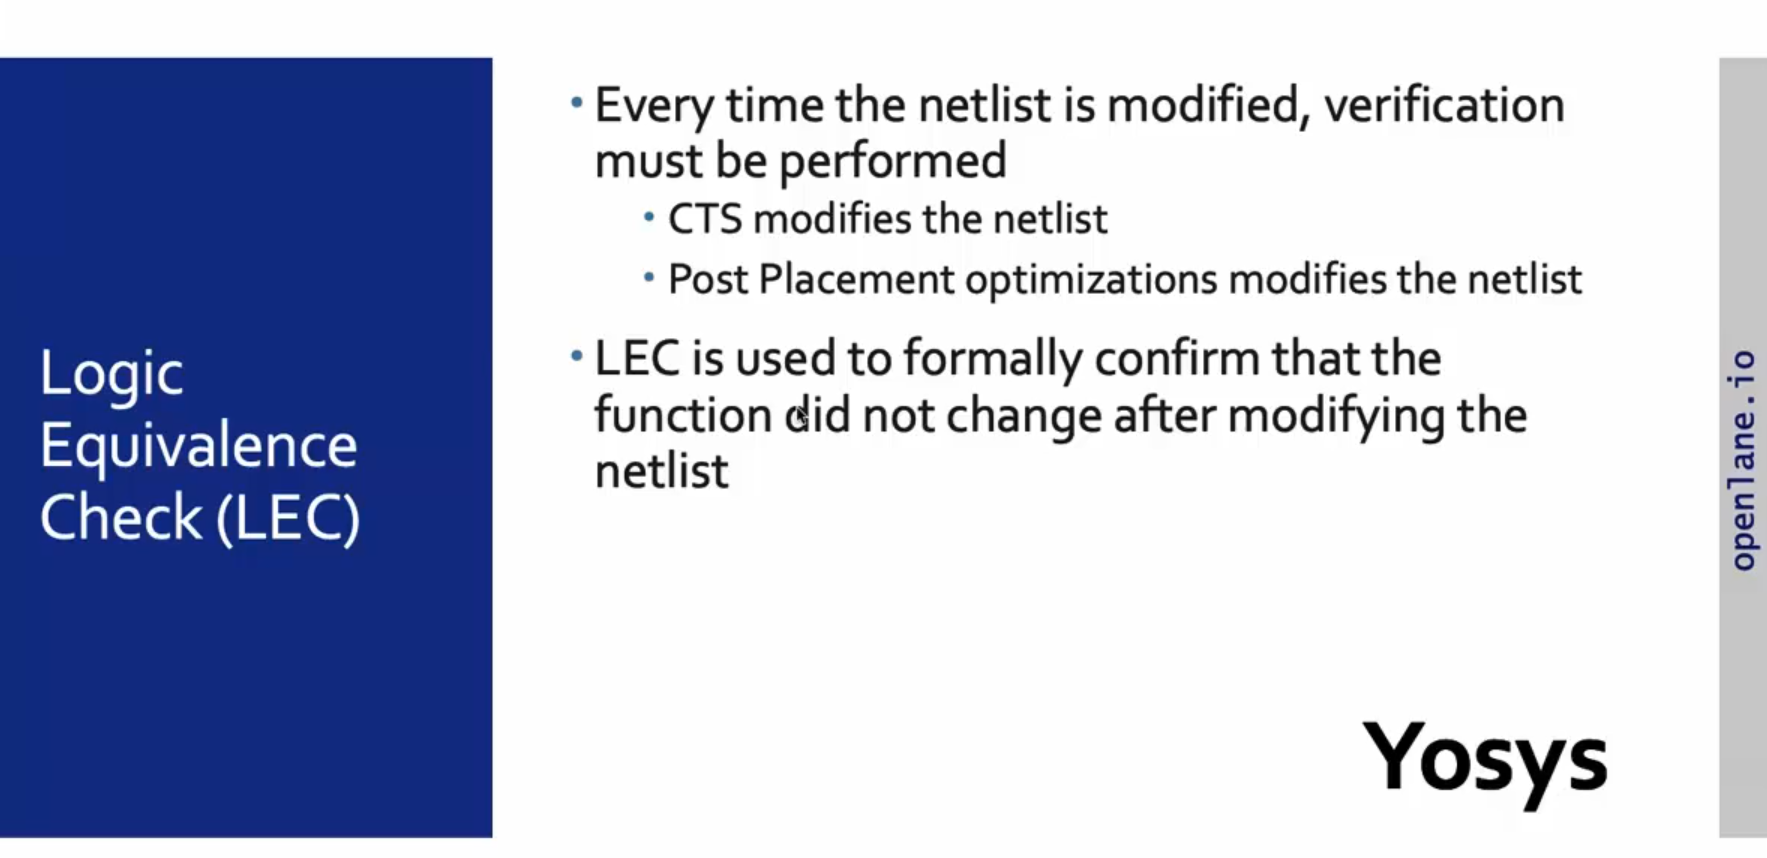 Logic
Equivalence
Check (LEC)
• Every time the netlist is modified, verification
must be performed
• CTS modifies the netlist
• Post Placement optimizations modifies the netlist
• LEC is used to formally confirm that the
function did not change after modifying the
netlist
Yosys
openlane.io